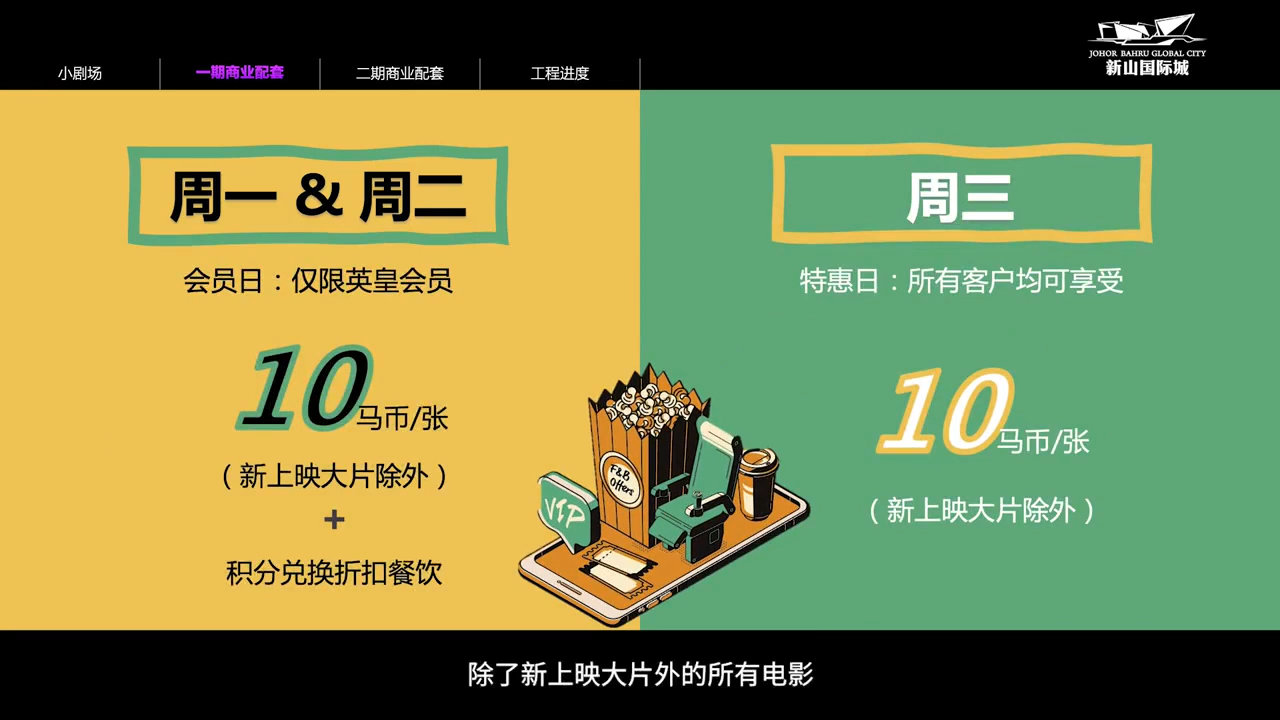 JOHOR BAHRU GLOBAL CITY
新山国际城
小剧场
一期商业配套
二期商业配套
工程进度
周一 & 周二
会员日：仅限英皇会员
10马币/张
（新上映大片除外）
+
积分兑换折扣餐饮
周三
特惠日：所有客户均可享受
10马币/张
（新上映大片除外）
F&B
Offers
VIP
除了新上映大片外的所有电影